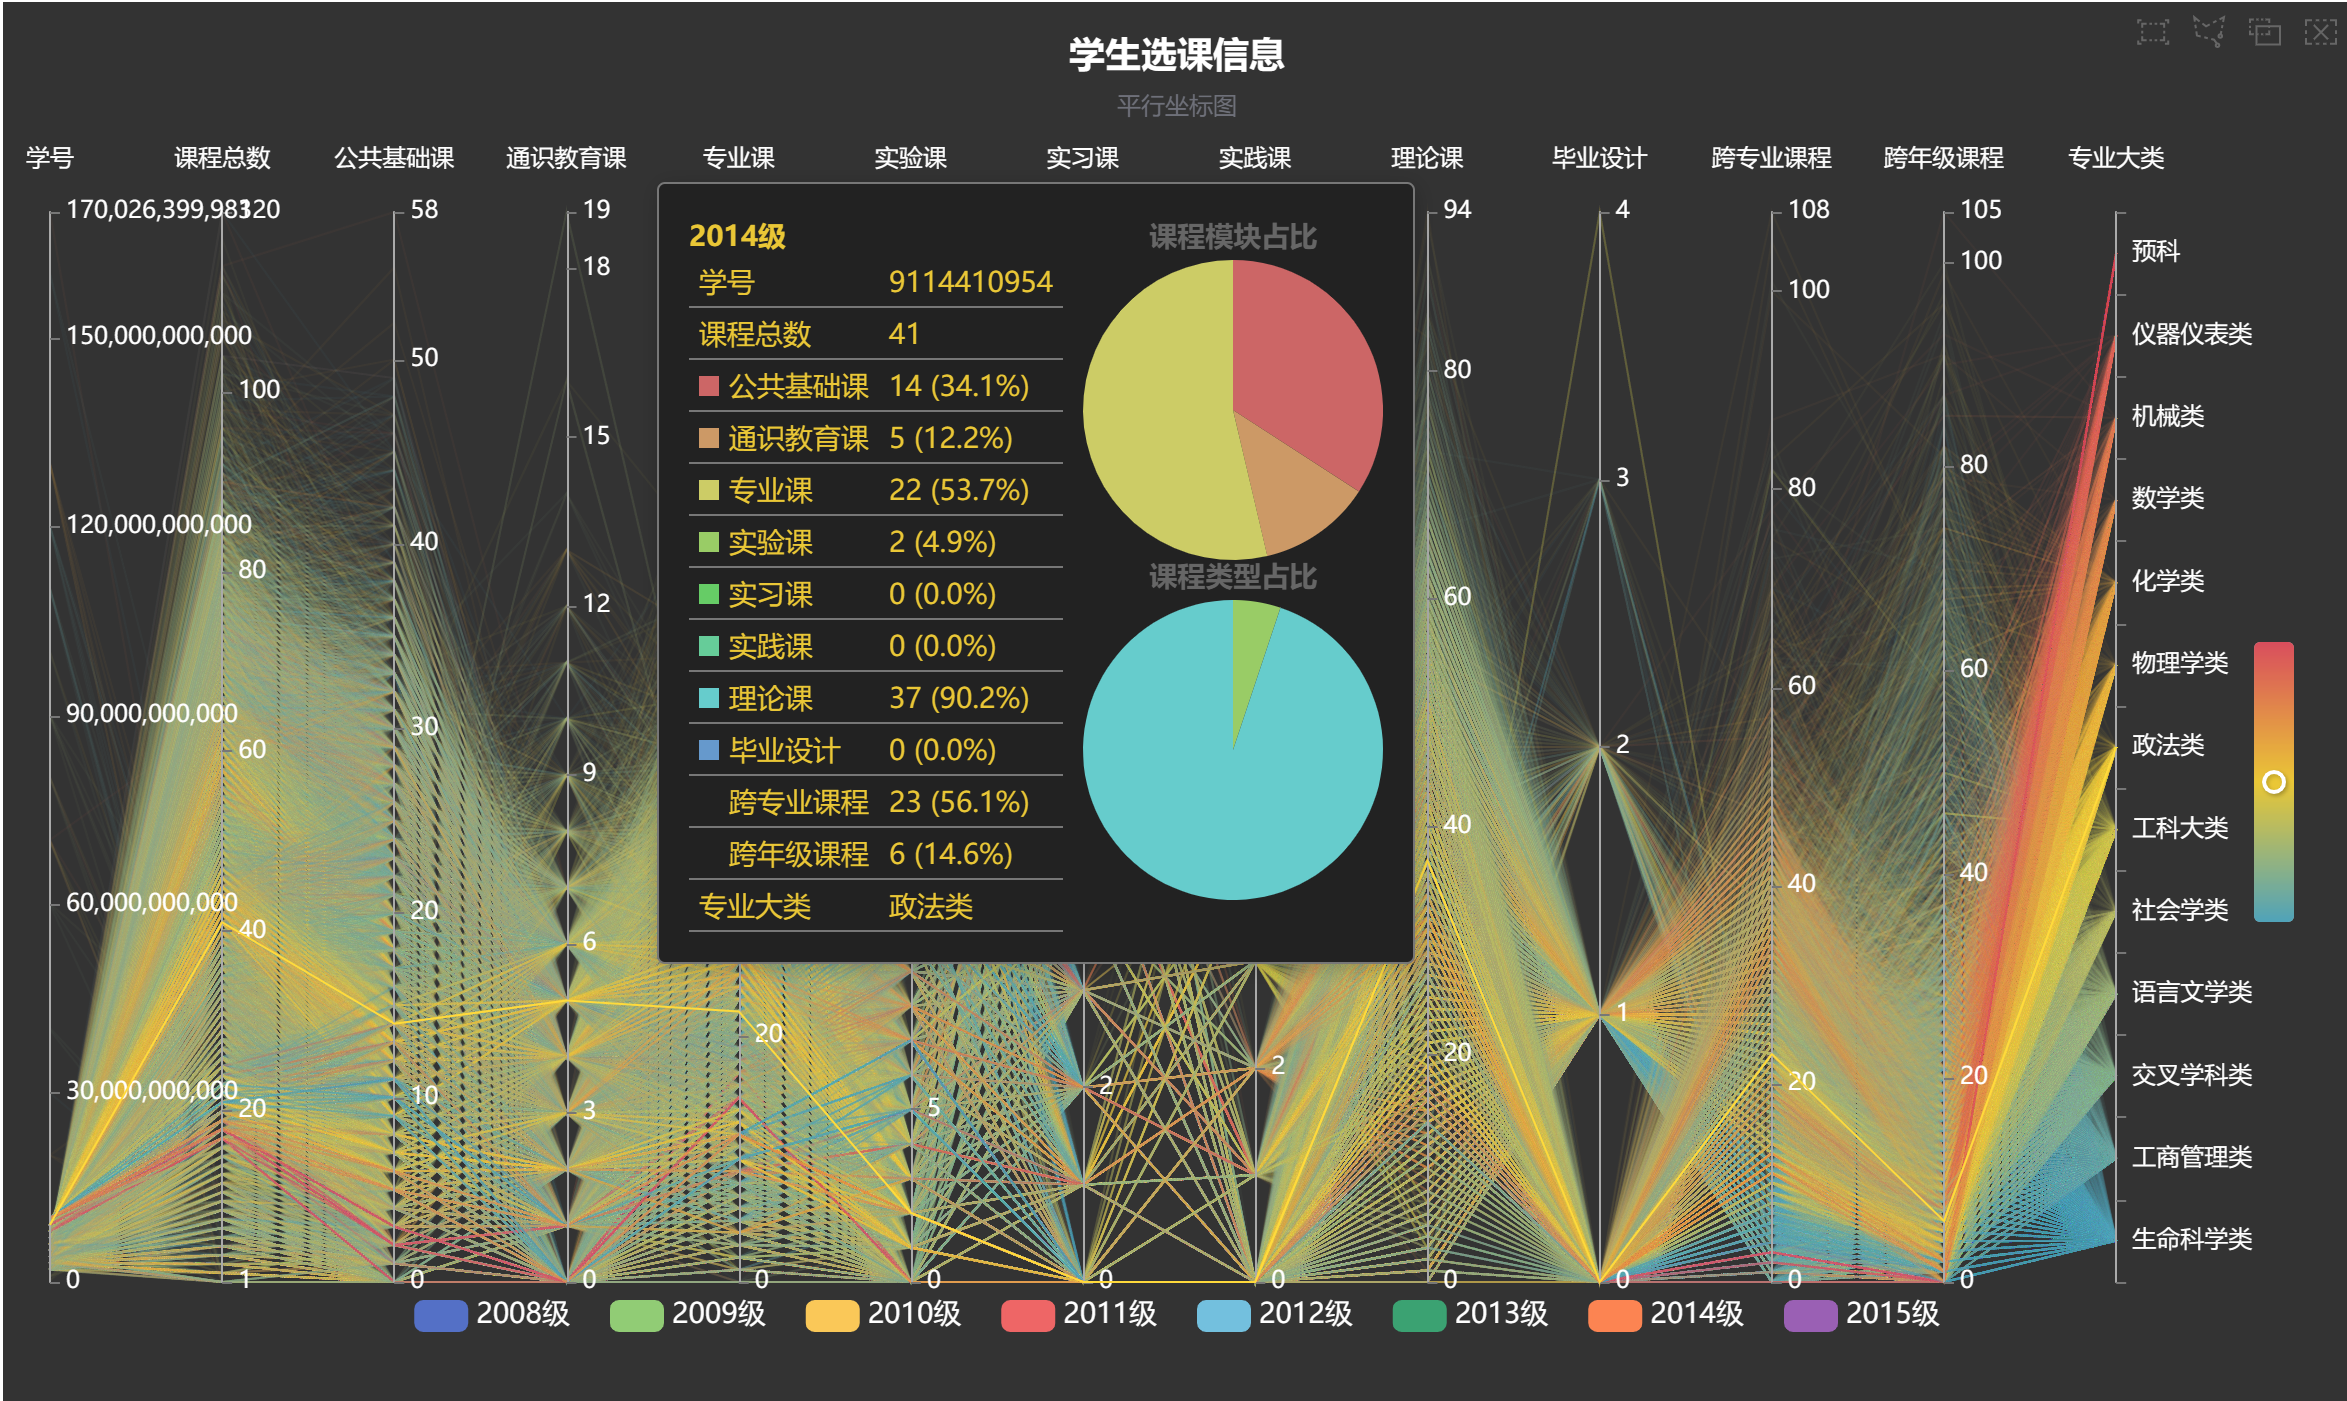 学生选课信息
平行坐标图
学号 课程总数 公共基础课 通识教育课 专业课 实验课 实习课 实践课 理论课 毕业设计 跨专业课程 跨年级课程 专业大类
170,026,399,983
150,000,000,000
120,000,000,000
90,000,000,000
60,000,000,000
30,000,000,000
0
120
100
80
60
40
20
1
58
50
40
30
20
10
0
19
18
15
12
9
6
3
0
20
0
5
0
2
0
2
0
94
80
60
40
20
0
4
3
2
1
0
108
100
80
60
40
20
0
105
100
80
60
40
20
0
预科
仪器仪表类
机械类
数学类
化学类
物理学类
政法类
工科大类
社会学类
语言文学类
交叉学科类
工商管理类
生命科学类
2014级
学号 9114410954
课程总数 41
公共基础课 14 (34.1%)
通识教育课 5 (12.2%)
专业课 22 (53.7%)
实验课 2 (4.9%)
实习课 0 (0.0%)
实践课 0 (0.0%)
理论课 37 (90.2%)
毕业设计 0 (0.0%)
跨专业课程 23 (56.1%)
跨年级课程 6 (14.6%)
专业大类 政法类
课程模块占比
课程类型占比
2008级 2009级 2010级 2011级 2012级 2013级 2014级 2015级